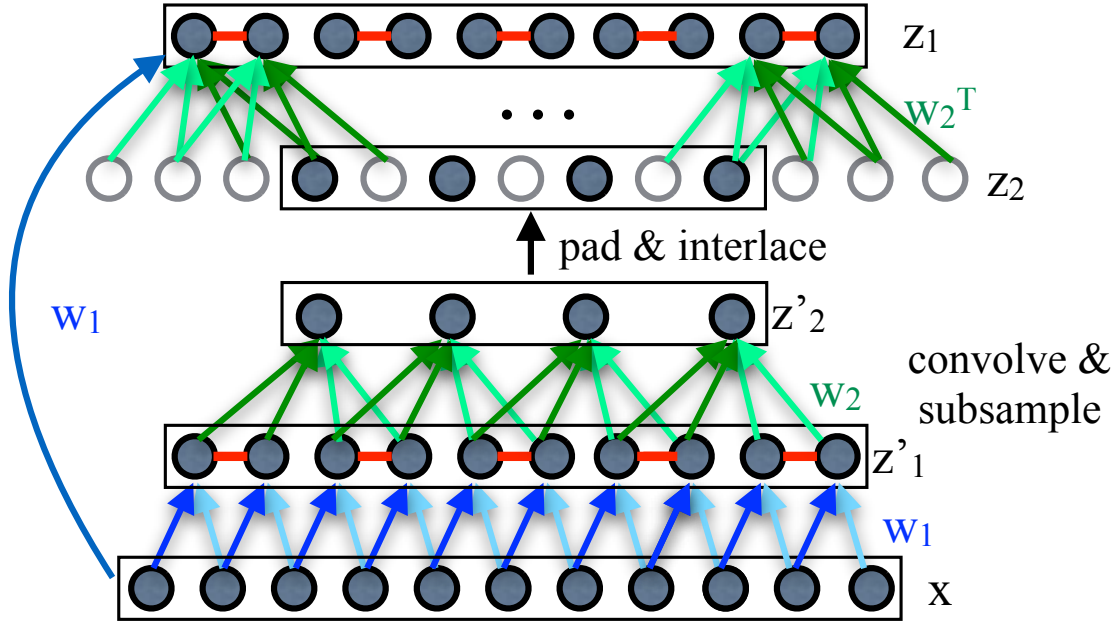 z₁
w₂ᵀ
. . .
z₂
pad & interlace
z’₂
w₁
convolve &
subsample
w₂
z’₁
w₁
x